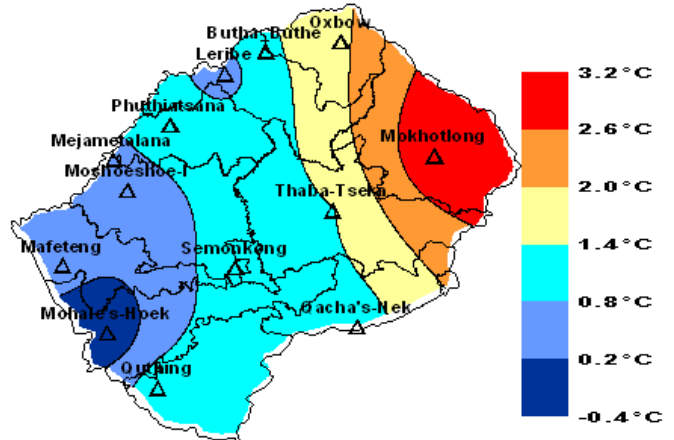 Oxbow
Butha-Buthe
Leribe
Phuthiatsana
Mokhotlong
Mejametalana
Moshoeshoe-I
Thaba-Tseka
Mafeteng
Semonkong
Mohale's-Hoek
Qacha's-Nek
Quthing
3.2°C
2.6°C
2.0°C
1.4°C
0.8°C
0.2°C
-0.4°C